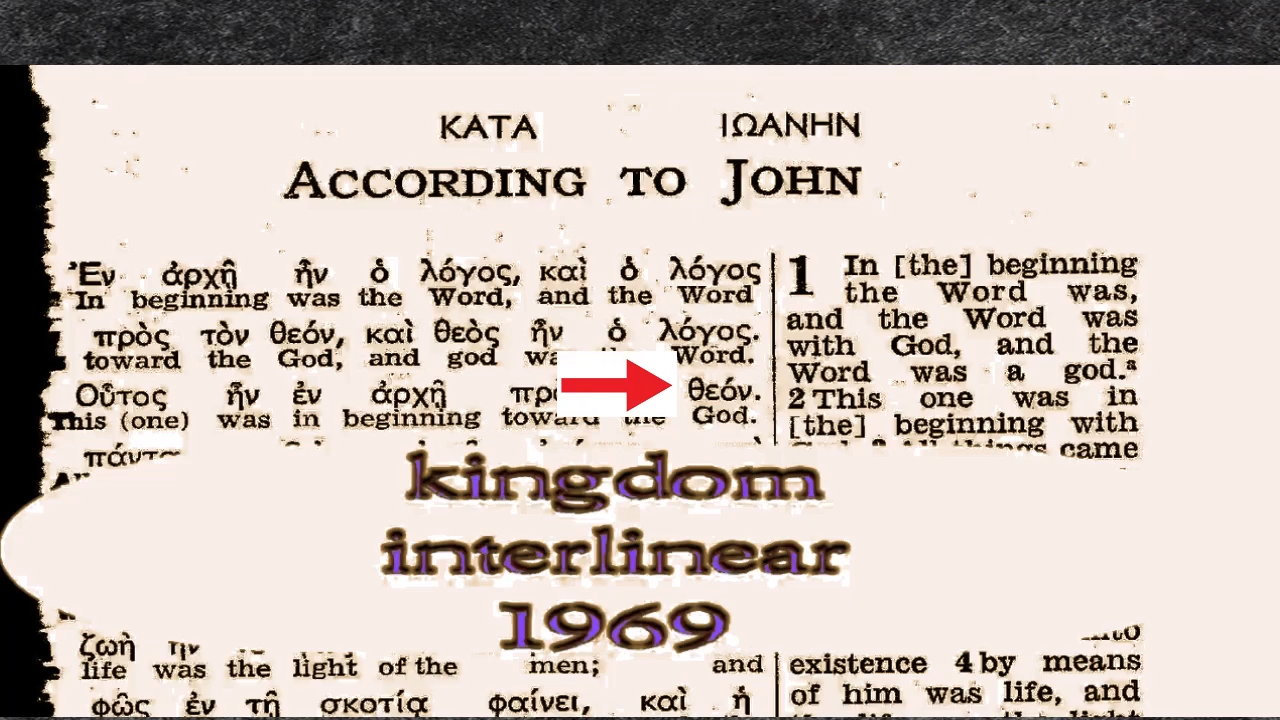 ΚΑΤΑ ΙΩΑΝΗΝ
ACCORDING TO JOHN
Ἐν ἀρχῇ ἦν ὁ λόγος, καὶ ὁ λόγος
In beginning was the Word, and the Word
πρὸς τὸν θεόν, καὶ θεὸς ἦν ὁ λόγος.
toward the God, and god was Word.
Οὗτος ἦν ἐν ἀρχῇ θεόν.
This (one) was in beginning toward the God.
1 In [the] beginning
the Word was,
and the Word was
with God, and the
Word was a god.ª
2 This one was in
[the] beginning with
came
kingdom
interlinear
1969
ζωὴ
life was the light of the men; and
φῶς ἐν τῇ σκοτίᾳ φαίνει, καὶ ἡ
existence 4 by means
of him was life, and